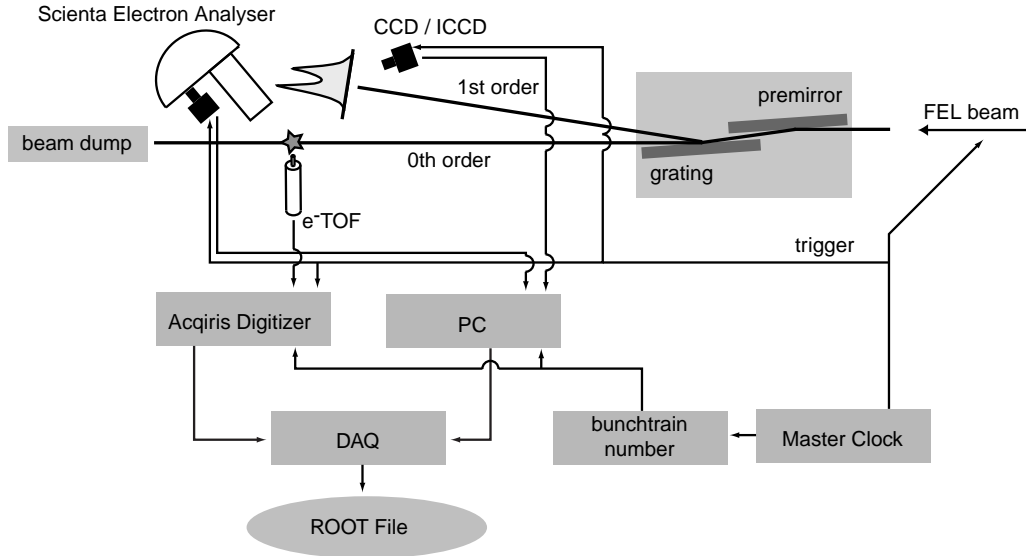 Scienta Electron Analyser
CCD / ICCD
1st order
premirror
FEL beam
beam dump
0th order
grating
e-TOF
trigger
Acqiris Digitizer
PC
bunchtrain
number
Master Clock
DAQ
ROOT File